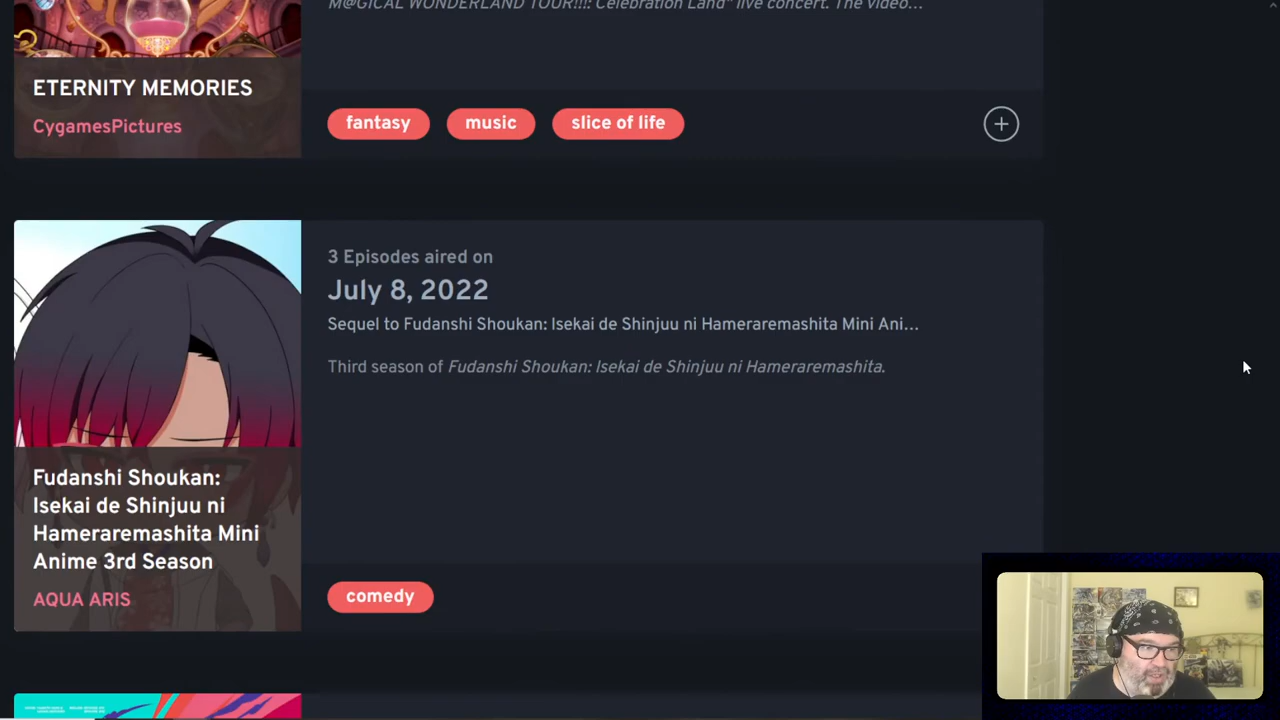 M@GICAL WONDERLAND TOUR!!!: Celebration Land" live concert. The video…
ETERNITY MEMORIES
CygamesPictures
fantasy
music
slice of life
3 Episodes aired on
July 8, 2022
Sequel to Fudanshi Shoukan: Isekai de Shinjuu ni Hameraremashita Mini Ani…
Third season of Fudanshi Shoukan: Isekai de Shinjuu ni Hameraremashita.
Fudanshi Shoukan:
Isekai de Shinjuu ni
Hameraremashita Mini
Anime 3rd Season
AQUA ARIS
comedy